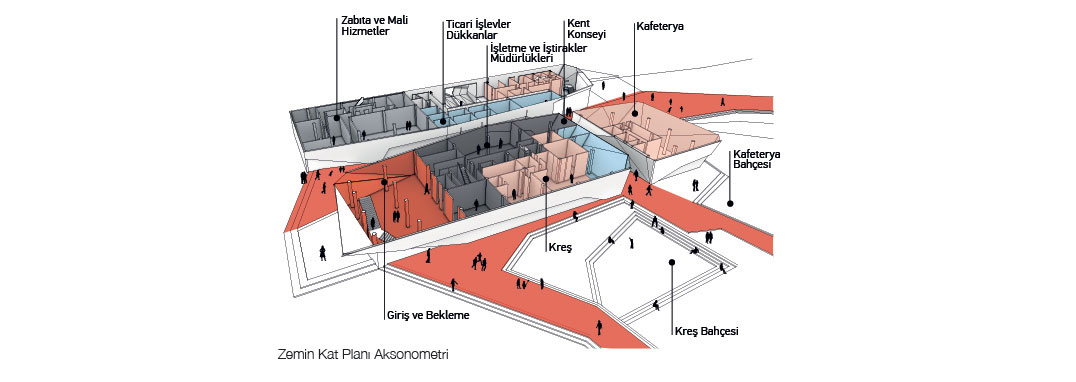 Zabıta ve Mali
Hizmetler
Ticari İşlevler
Dükkanlar
İşletme ve İştirakler
Müdürlükleri
Kent
Konseyi
Kafeterya
Kafeterya
Bahçesi
Kreş
Giriş ve Bekleme
Kreş Bahçesi
Zemin Kat Planı Aksonometri